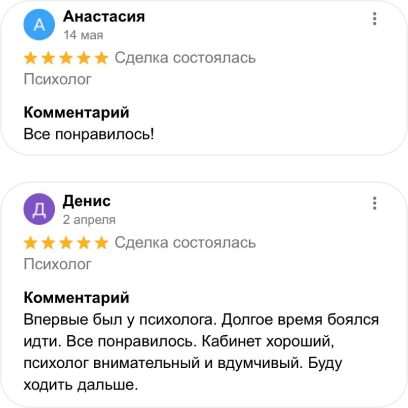 А
Анастасия
14 мая
Сделка состоялась
Психолог
Комментарий
Все понравилось!
Д
Денис
2 апреля
Сделка состоялась
Психолог
Комментарий
Впервые был у психолога. Долгое время боялся
идти. Все понравилось. Кабинет хороший,
психолог внимательный и вдумчивый. Буду
ходить дальше.